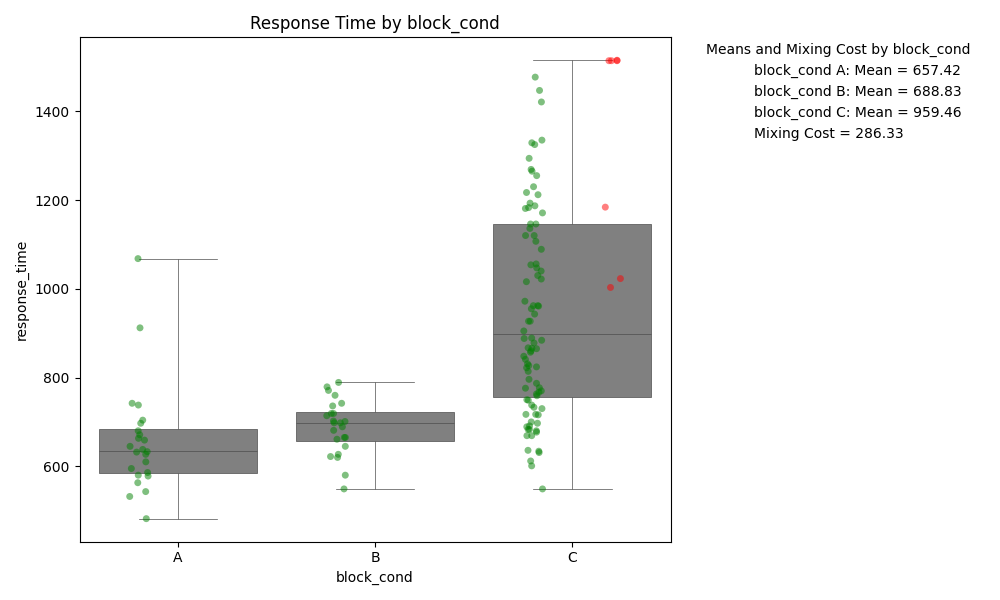 Response Time by block_cond
Means and Mixing Cost by block_cond
block_cond A: Mean = 657.42
block_cond B: Mean = 688.83
block_cond C: Mean = 959.46
Mixing Cost = 286.33
response_time
1400
1200
1000
800
600
A B C
block_cond